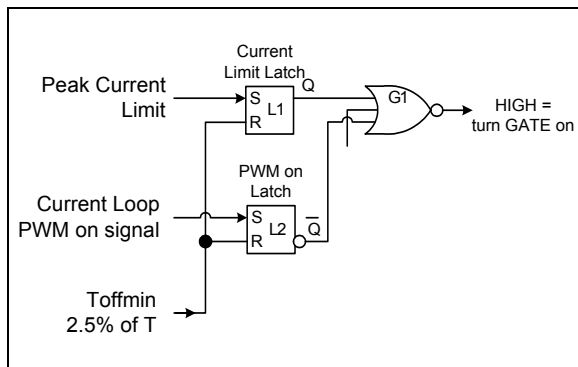 Current
Limit Latch
Peak Current
Limit
Q
S
L1
R
G1
HIGH =
turn GATE on
PWM on
Latch
Current Loop
PWM on signal
S
L2
R
Q̅
Toffmin
2.5% of T